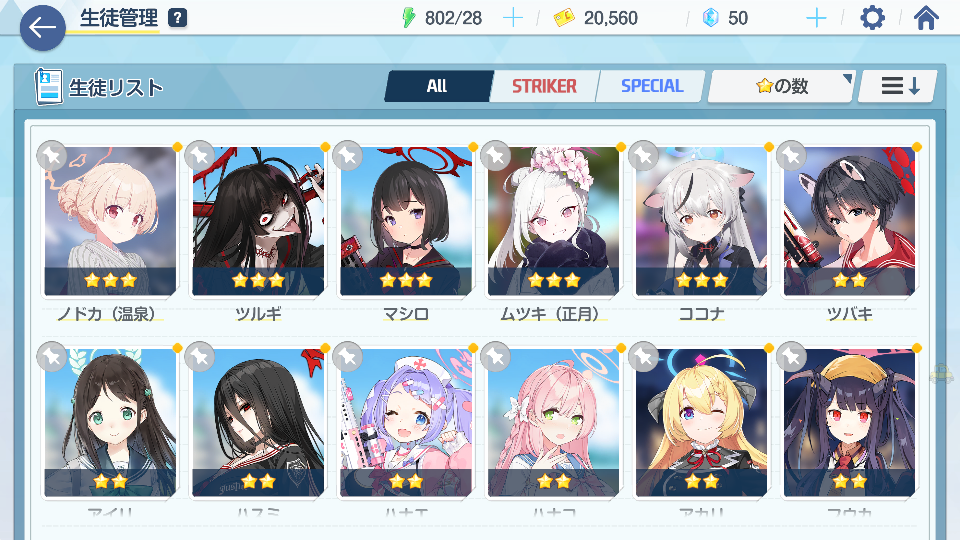 生徒管理 ? 802/28 20,560 50
生徒リスト All STRIKER SPECIAL の数
ノドカ（温泉） ツルギ マシロ ムツキ（正月） ココナ ツバキ
アイリ ハスミ ハナエ ハナコ アカリ フウカ